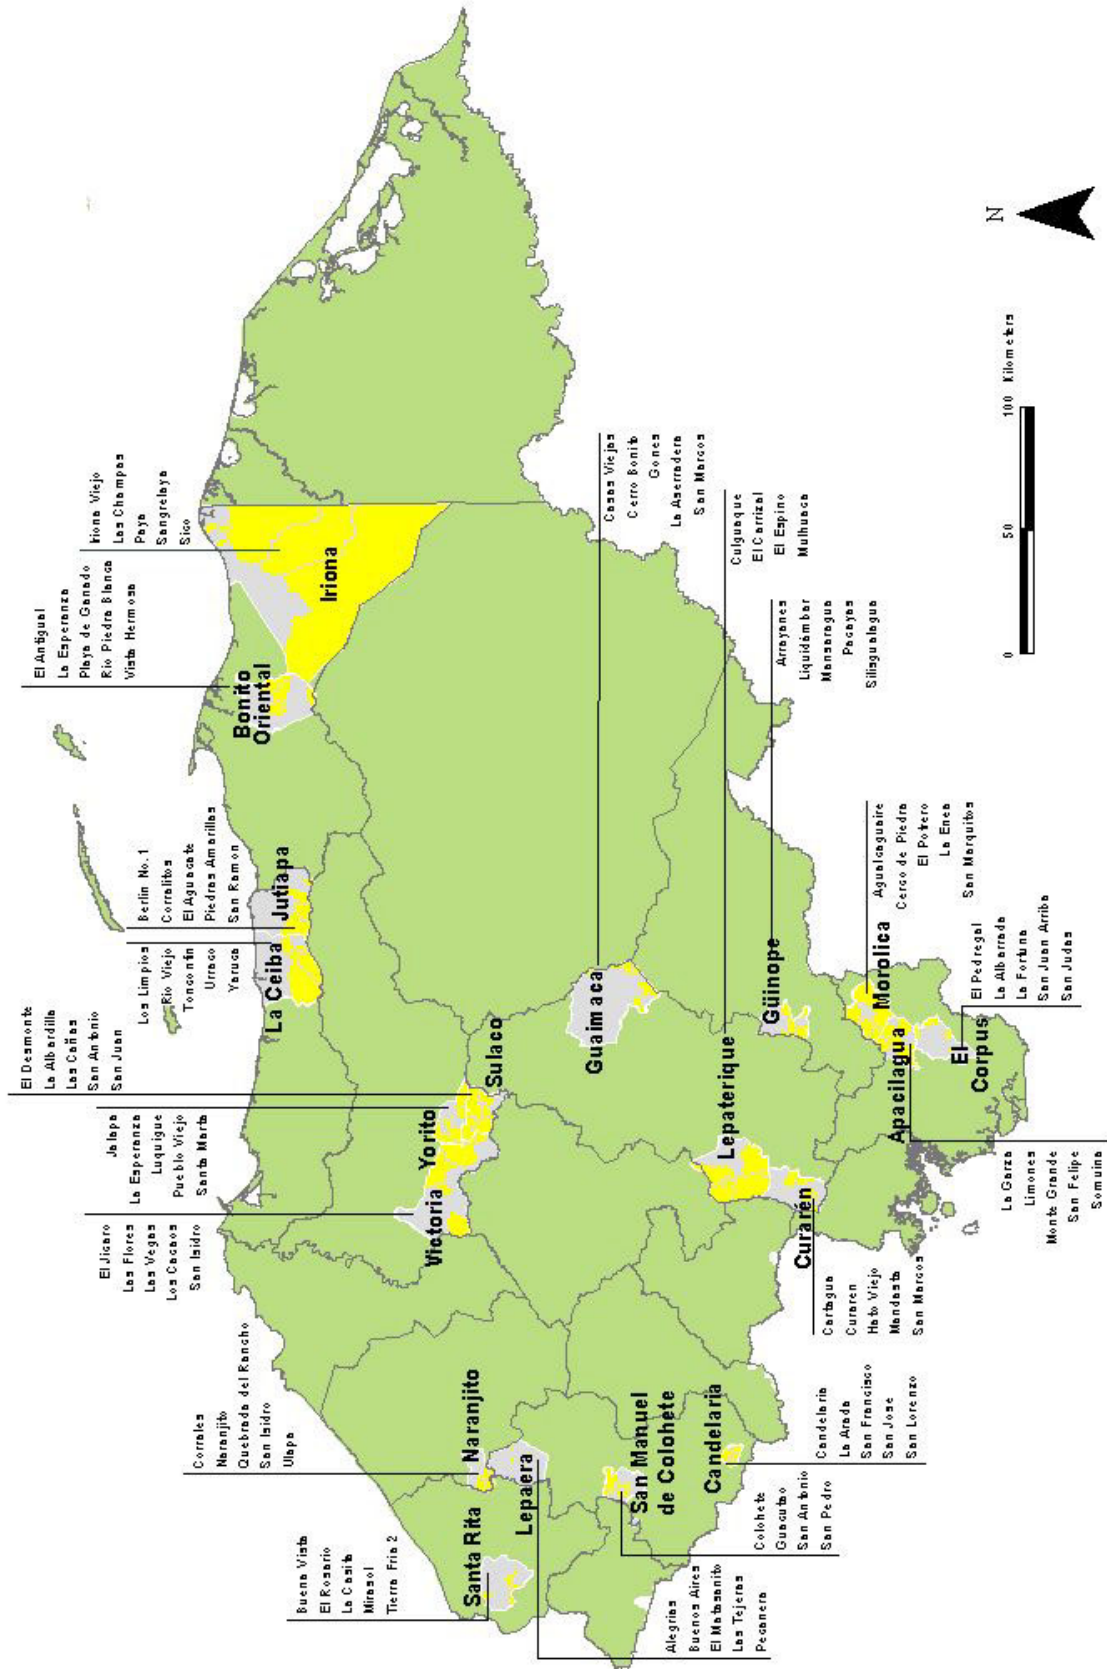 El Antigual
La Esperanza
Playa de Ganado
Rio Piedra Blanca
Vista Hermosa
Iriona Viejo
Las Champas
Paya
Sangrelaya
Sico
Berlin No. 1
Corralitos
El Aguacate
Piedras Amarillas
San Ramon
Los Limpios
Rio Viejo
Toncontin
Urraco
Yaruca
El Desmonte
La Albardilla
Las Cañas
San Antonio
San Juan
Jalapa
La Esperanza
Luquigue
Pueblo Viejo
Santa Marta
El Jicaro
Las Flores
Las Vegas
Los Cacaos
San Isidro
Corrales
Naranjito
Quebrada del Rancho
San Isidro
Ulapa
Buena Vista
El Rosario
La Casita
Mirasol
Tierra Fria 2
Santa Rita
Naranjito
Lepaera
San Manuel
de Colohete
Candelaria
Victoria
Yorito
Sulaco
La Ceiba
Jutiapa
Bonito
Oriental
Iriona
Guaimaca
Lepaterique
Curarén
Güinope
Morolica
Apacilagua
El
Corpus
Casas Viejas
Cerro Bonito
Gones
La Aserradera
San Marcos
Culguaque
El Carrizal
El Espino
Mulhuaca
Arrayanes
Liquidámbar
Mansaragua
Pacayas
Silisgualagua
Agualcaguaire
Cerco de Piedra
El Potrero
La Enea
San Marquitos
El Pedregal
La Albarrada
La Fortuna
San Juan Arriba
San Judas
La Garza
Limones
Monte Grande
San Felipe
Somuina
Cartagua
Curaren
Hato Viejo
Mandasta
San Marcos
Candelaria
La Arada
San Francisco
San Jose
San Lorenzo
Colohete
Guacutao
San Antonio
San Pedro
Alegrias
Buenos Aires
El Matasanito
Las Tejeras
Pecanera
N
0 50 100 Kilometers